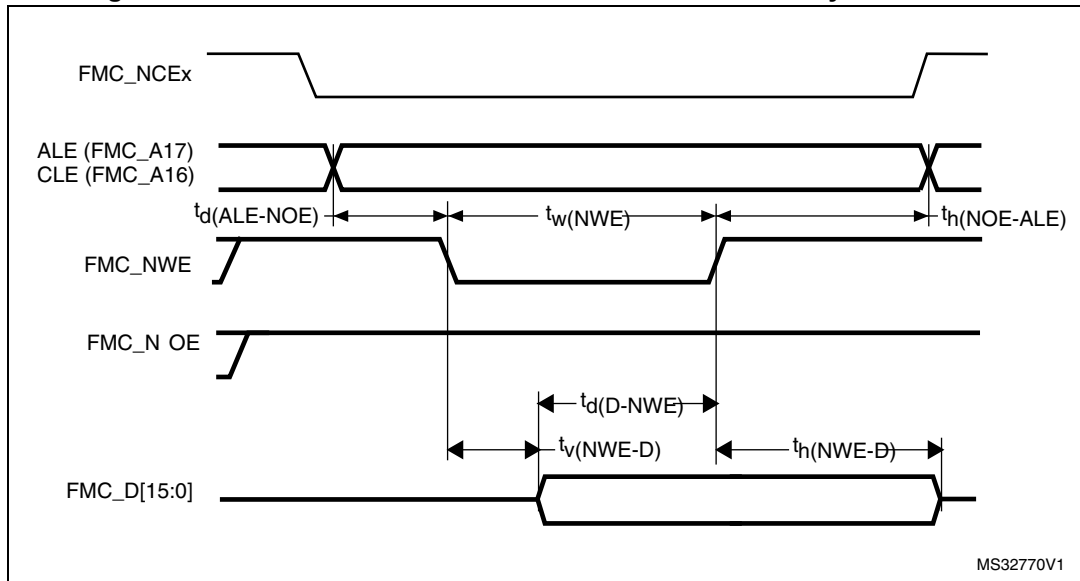 FMC_NCEx
ALE (FMC_A17)
CLE (FMC_A16)
td(ALE-NOE)
tw(NWE)
th(NOE-ALE)
FMC_NWE
FMC_N OE
td(D-NWE)
tv(NWE-D)
th(NWE-D)
FMC_D[15:0]
MS32770V1